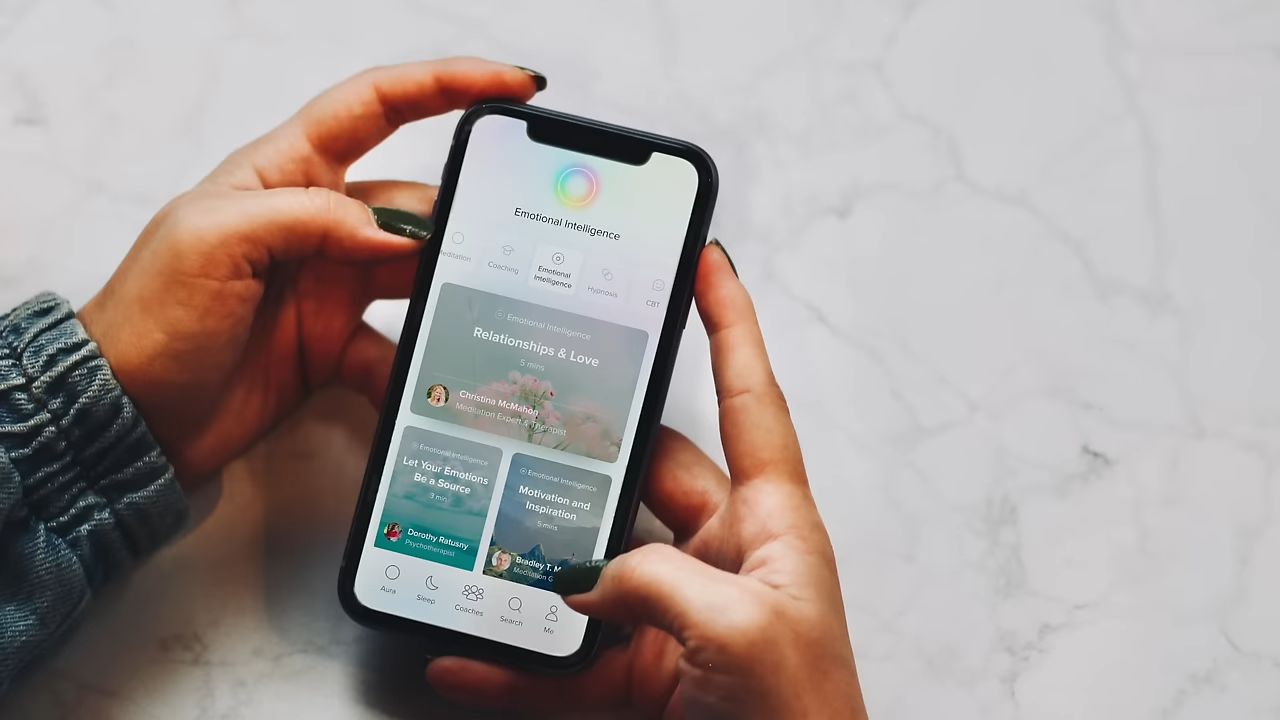 Emotional Intelligence
Coaching
Emotional
Intelligence
Hypnosis
CBT
Emotional Intelligence
Relationships & Love
5 mins
Christina McMahon
Meditation Expert & Therapist
Emotional Intelligence
Let Your Emotions
Be a Source
3 min
Dorothy Ratusny
Psychotherapist
Emotional Intelligence
Motivation and
Inspiration
5 mins
Bradley T. M
Meditation G
Aura
Sleep
Coaches
Search
Me